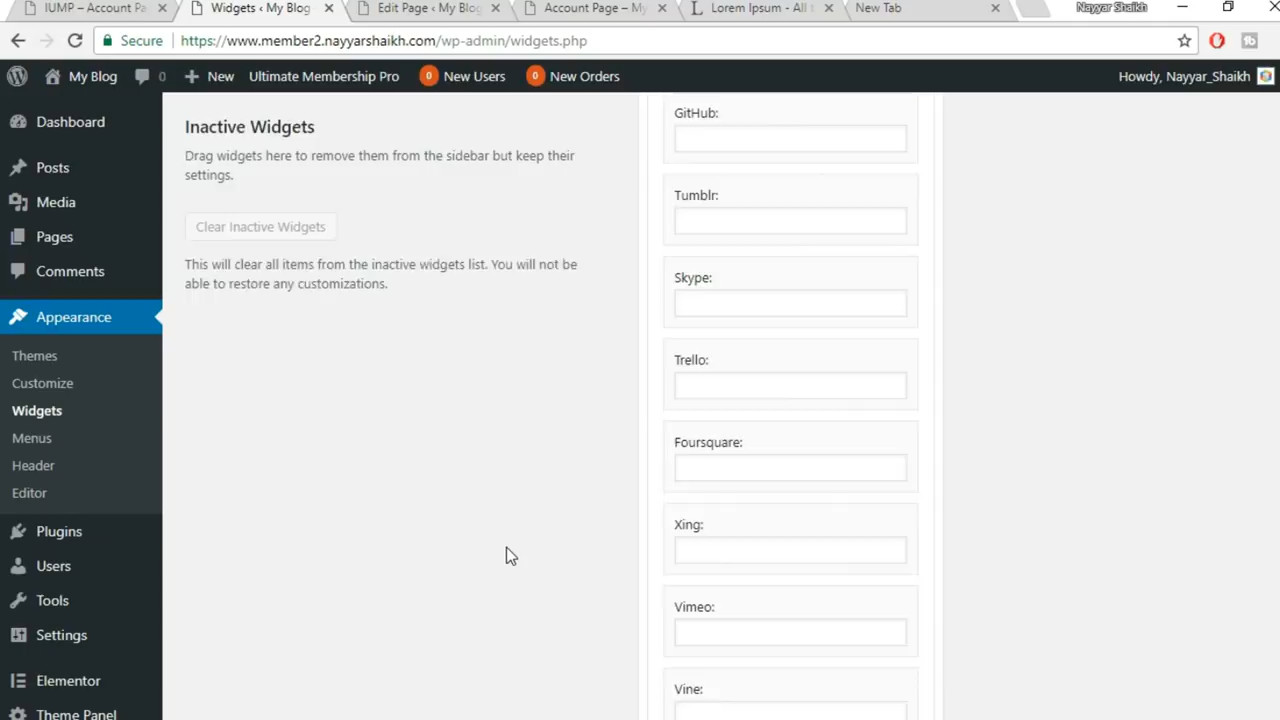 IUMP – Account Pa
Widgets ‹ My Blog
Edit Page ‹ My Blog
Account Page – My
Lorem Ipsum - All t
New Tab
Nayyar Shaikh
Secure
https://www.member2.nayyarshaikh.com/wp-admin/widgets.php
My Blog
0
New
Ultimate Membership Pro
0 New Users
0 New Orders
Howdy, Nayyar_Shaikh
Dashboard
Posts
Media
Pages
Comments
Appearance
Themes
Customize
Widgets
Menus
Header
Editor
Plugins
Users
Tools
Settings
Elementor
Theme Panel
Inactive Widgets
Drag widgets here to remove them from the sidebar but keep their
settings.
Clear Inactive Widgets
This will clear all items from the inactive widgets list. You will not be
able to restore any customizations.
GitHub:
Tumblr:
Skype:
Trello:
Foursquare:
Xing:
Vimeo:
Vine: